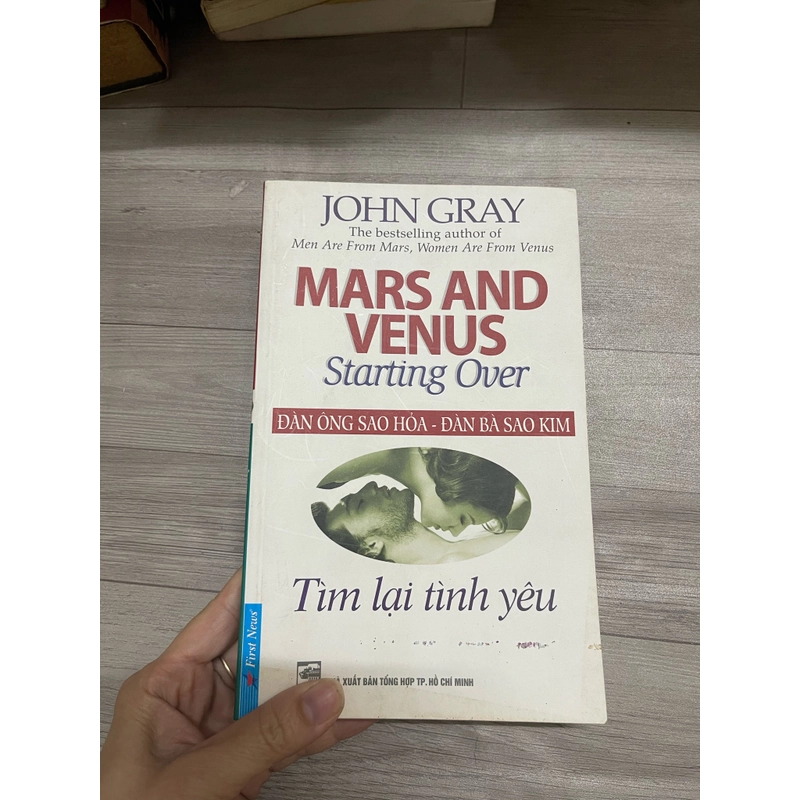 JOHN GRAY
The bestselling author of
Men Are From Mars, Women Are From Venus
MARS AND
VENUS
Starting Over
ĐÀN ÔNG SAO HỎA - ĐÀN BÀ SAO KIM
Tìm lại tình yêu
First News
XUẤT BẢN TỔNG HỢP TP. HỒ CHÍ MINH